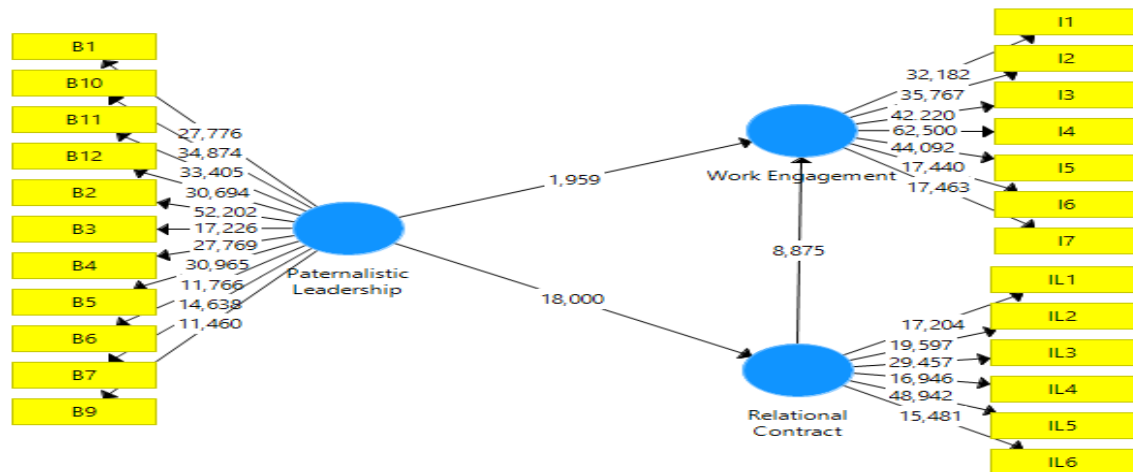 B1
B10
B11
B12
B2
B3
B4
B5
B6
B7
B9
27,776
34,874
33,405
30,694
52,202
17,226
27,769
30,965
11,766
14,638
11,460
Paternalistic
Leadership
1,959
18,000
8,875
Work Engagement
32,182
35,767
42,220
62,500
44,092
17,440
17,463
I1
I2
I3
I4
I5
I6
I7
Relational
Contract
17,204
19,597
29,457
16,946
48,942
15,481
IL1
IL2
IL3
IL4
IL5
IL6